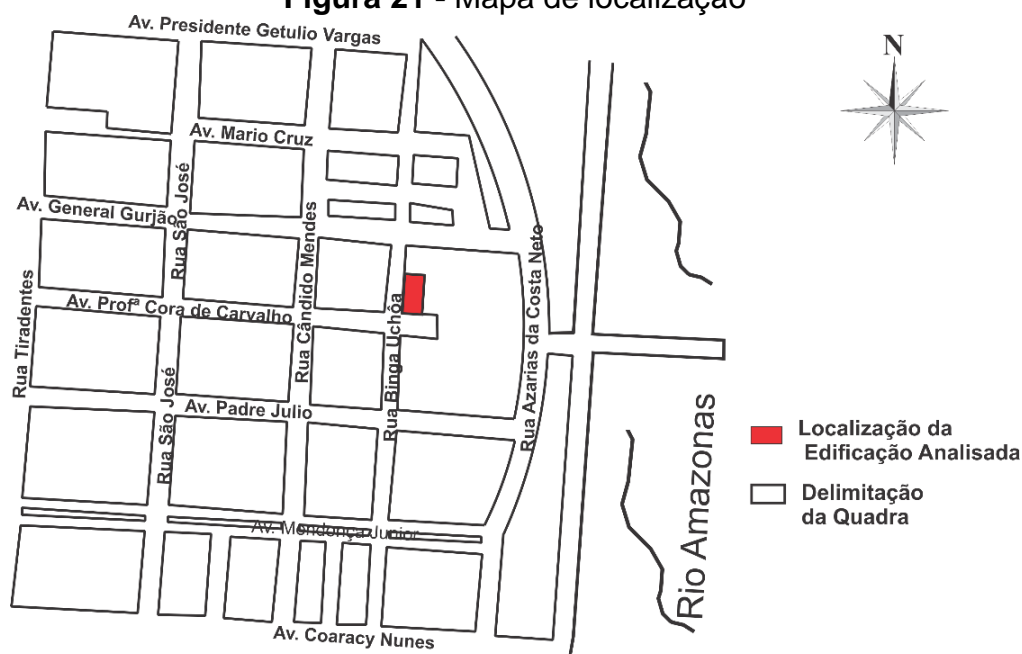 Figura 21 - Mapa de localização
Av. Presidente Getulio Vargas
N
Av. Mario Cruz
Rua São José
Av. General Gurjão
Rua Cândido Mendes
Rua Azarias da Costa Neto
Rua Tiradentes
Av. Profª Cora de Carvalho
Rua Binga Uchôa
Rua São José
Av. Padre Julio
Rio Amazonas
Localização da
Edificação Analisada
Delimitação
da Quadra
Av. Mendonça Junior
Av. Coaracy Nunes